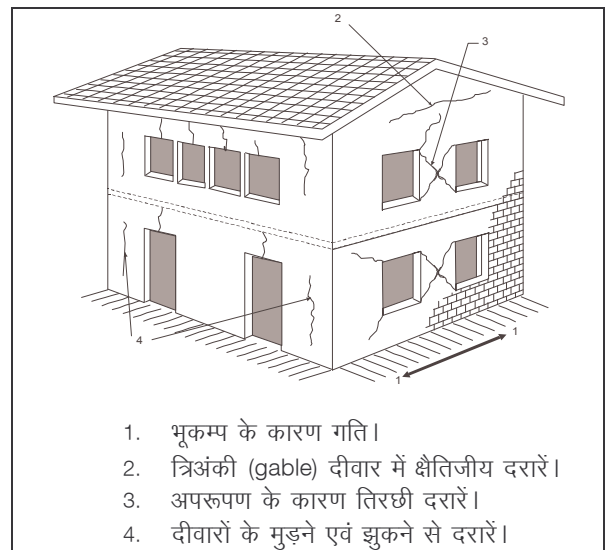 2
3
4
1
1
1. भूकम्प के कारण गति।
2. त्रिअंकी (gable) दीवार में क्षैतिजीय दरारें।
3. अपरूपण के कारण तिरछी दरारें।
4. दीवारों के मुड़ने एवं झुकने से दरारें।